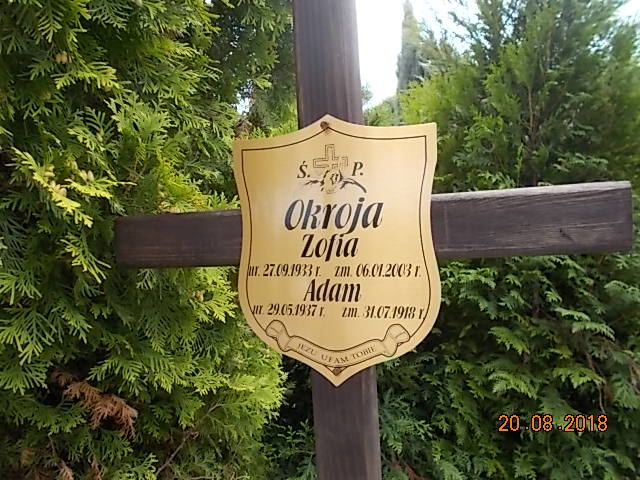 Ś. P.
Okroja
Zofia
ur. 27.09.1933 r. zm. 06.01.2003 r.
Adam
ur. 29.05.1937 r. zm. 31.07.1918 r.
JEZU UFAM TOBIE
20.08.2018